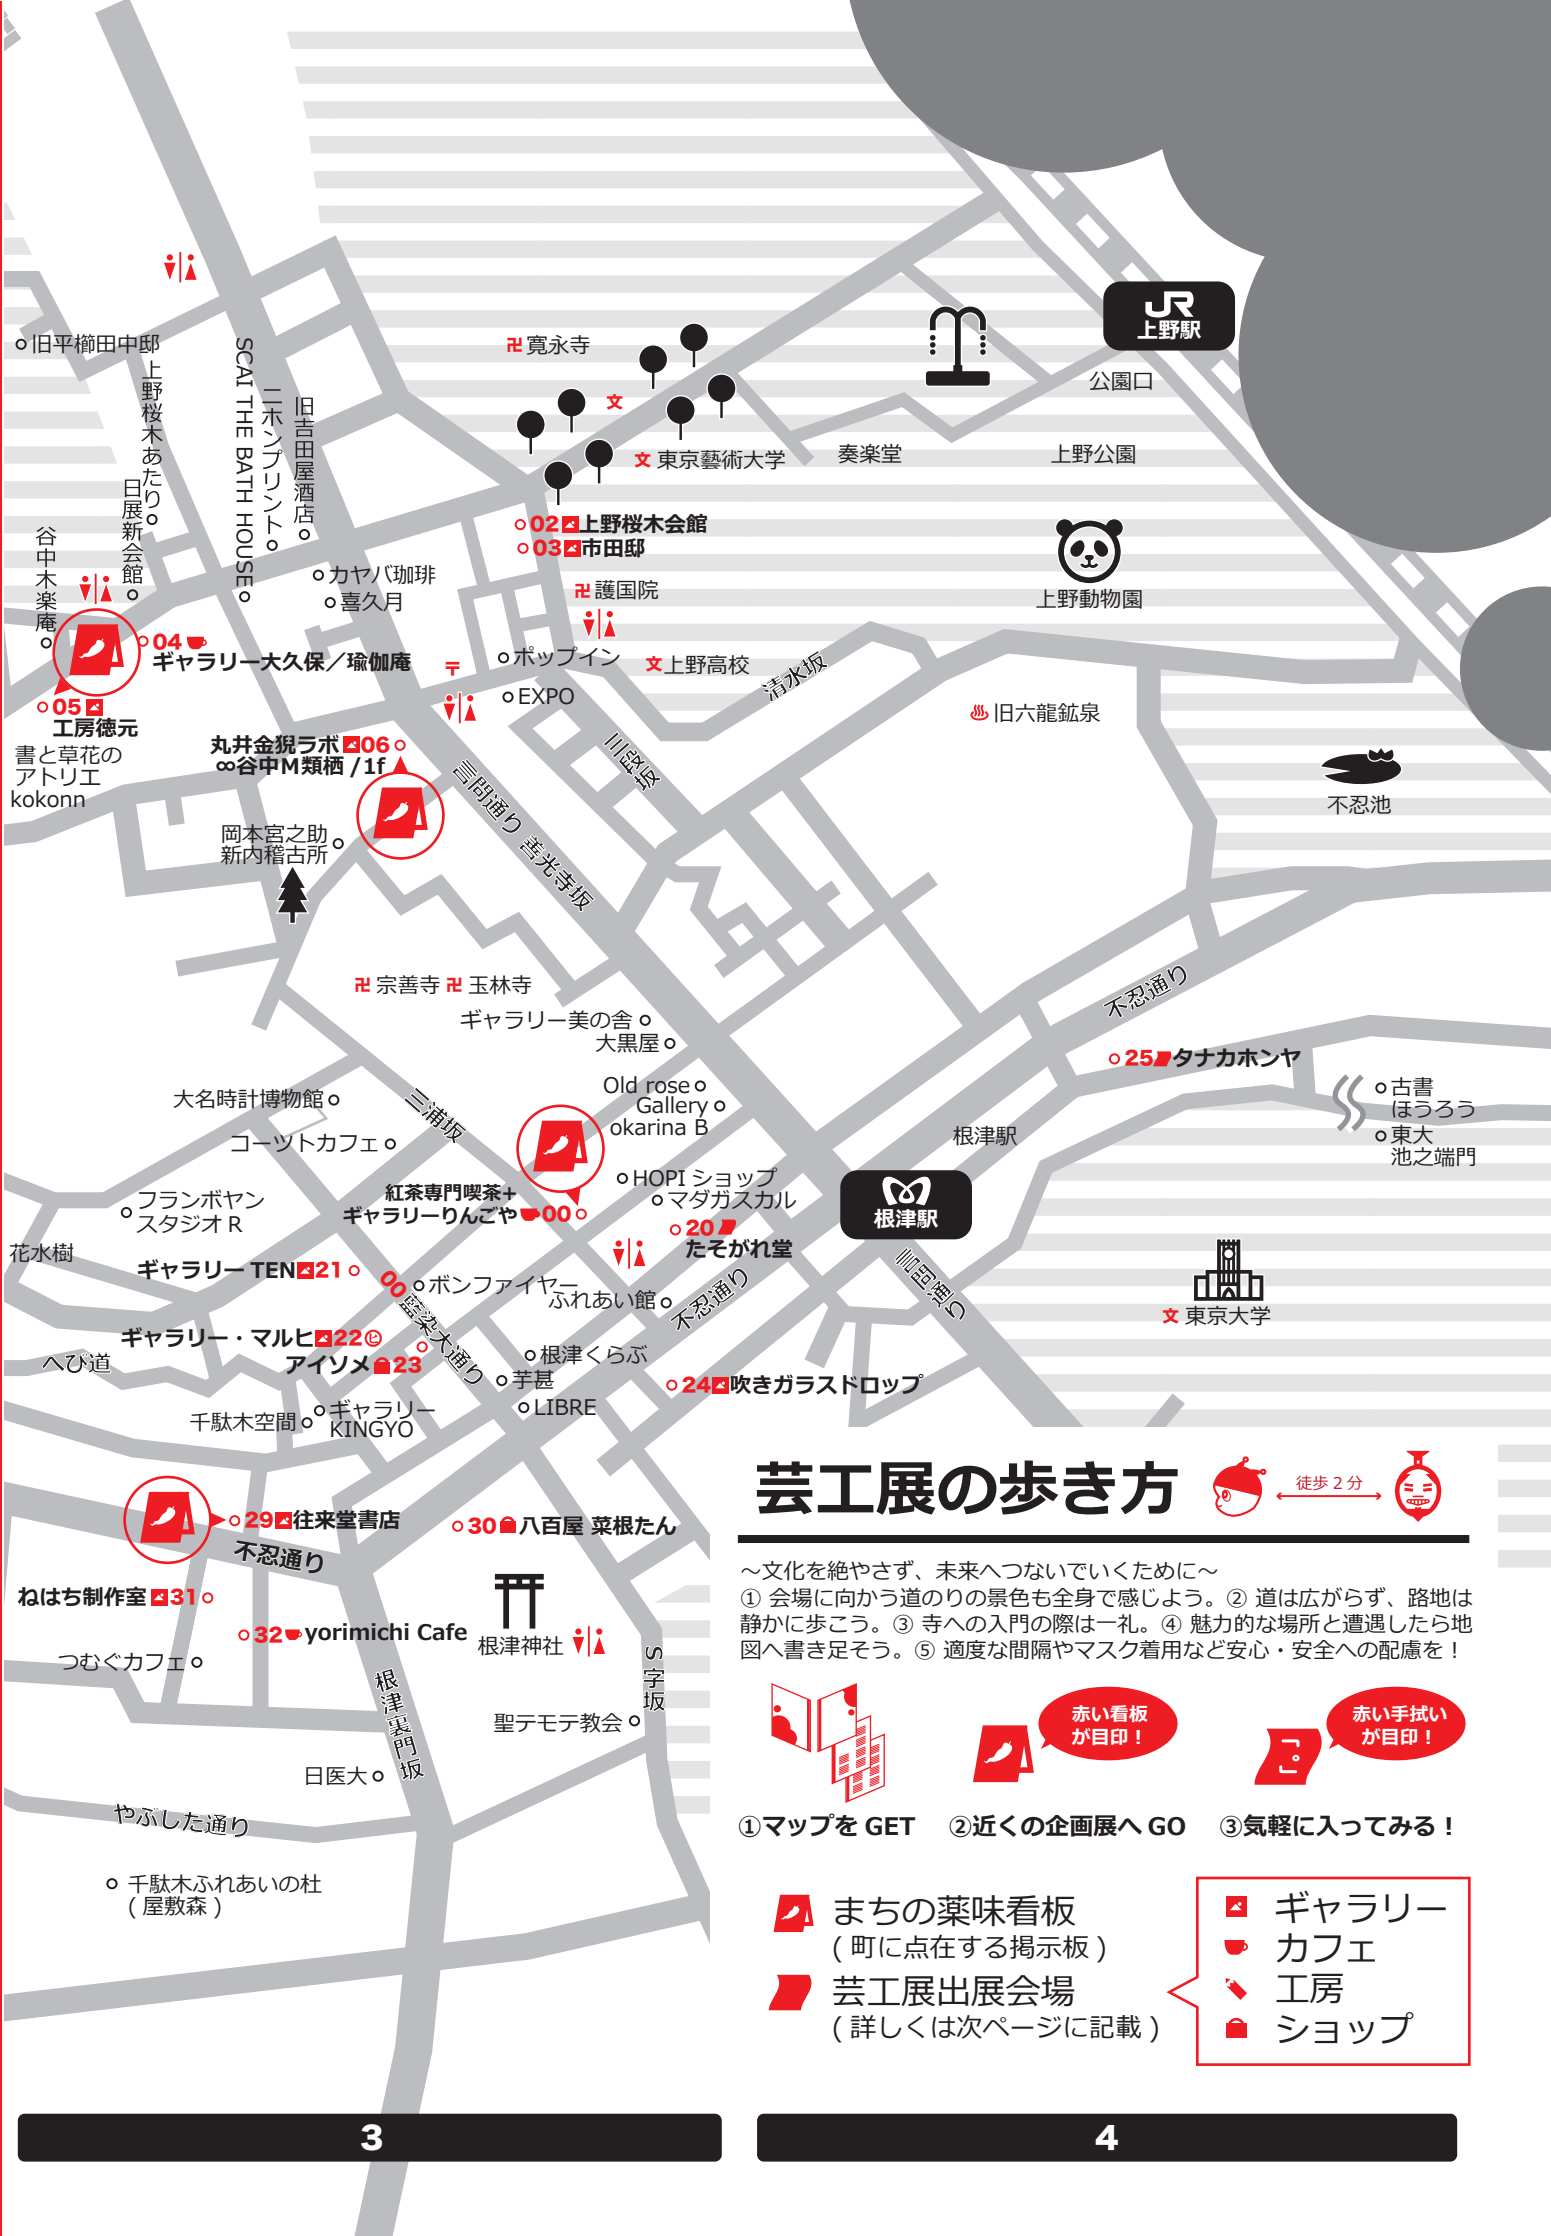 JR
上野駅
公園口
旧平櫛田中邸
上野桜木あたり
日展新会館
谷中木楽庵
SCAI THE BATH HOUSE
ニホンプリント
旧吉田屋酒店
寛永寺
文
文 東京藝術大学
奏楽堂
上野公園
02 上野桜木会館
03 市田邸
護国院
上野動物園
カヤバ珈琲
喜久月
04
ギャラリー大久保／瑜伽庵
〒
ポップイン
EXPO
文 上野高校
清水坂
旧六龍鉱泉
05
工房徳元
書と草花の
アトリエ
kokonn
丸井金猊ラボ 06
∞谷中M類栖 /1f
三段坂
言問通り 善光寺坂
不忍池
岡本宮之助
新内稽古所
宗善寺
玉林寺
ギャラリー美の舎
大黒屋
不忍通り
25 タナカホンヤ
古書
ほうろう
東大
池之端門
Old rose
Gallery
okarina B
大名時計博物館
三浦坂
コーツトカフェ
根津駅
根津駅
HOPI ショップ
マダガスカル
紅茶専門喫茶+
ギャラリーりんごや 00
20
たそがれ堂
フランボヤン
スタジオ R
花水樹
ギャラリー TEN 21
00
ボンファイヤー
ふれあい館
藍染大通り
不忍通り
言問通り
文 東京大学
ギャラリー・マルヒ 22 ヒ
アイソメ 23
へび道
根津くらぶ
芋甚
LIBRE
24 吹きガラスドロップ
千駄木空間
ギャラリー
KINGYO
29 往来堂書店
不忍通り
30 八百屋 菜根たん
ねはち制作室 31
32 yorimichi Cafe
根津神社
つむぐカフェ
S字坂
根津裏門坂
聖テモテ教会
日医大
やぶした通り
千駄木ふれあいの杜
( 屋敷森 )
芸工展の歩き方
徒歩 2 分
～文化を絶やさず、未来へつないでいくために～
① 会場に向かう道のりの景色も全身で感じよう。② 道は広がらず、路地は
静かに歩こう。③ 寺への入門の際は一礼。④ 魅力的な場所と遭遇したら地
図へ書き足そう。⑤ 適度な間隔やマスク着用など安心・安全への配慮を！
赤い看板
が目印！
赤い手拭い
が目印！
①マップを GET
②近くの企画展へ GO
③気軽に入ってみる！
まちの薬味看板
( 町に点在する掲示板 )
芸工展出展会場
( 詳しくは次ページに記載 )
ギャラリー
カフェ
工房
ショップ
3
4